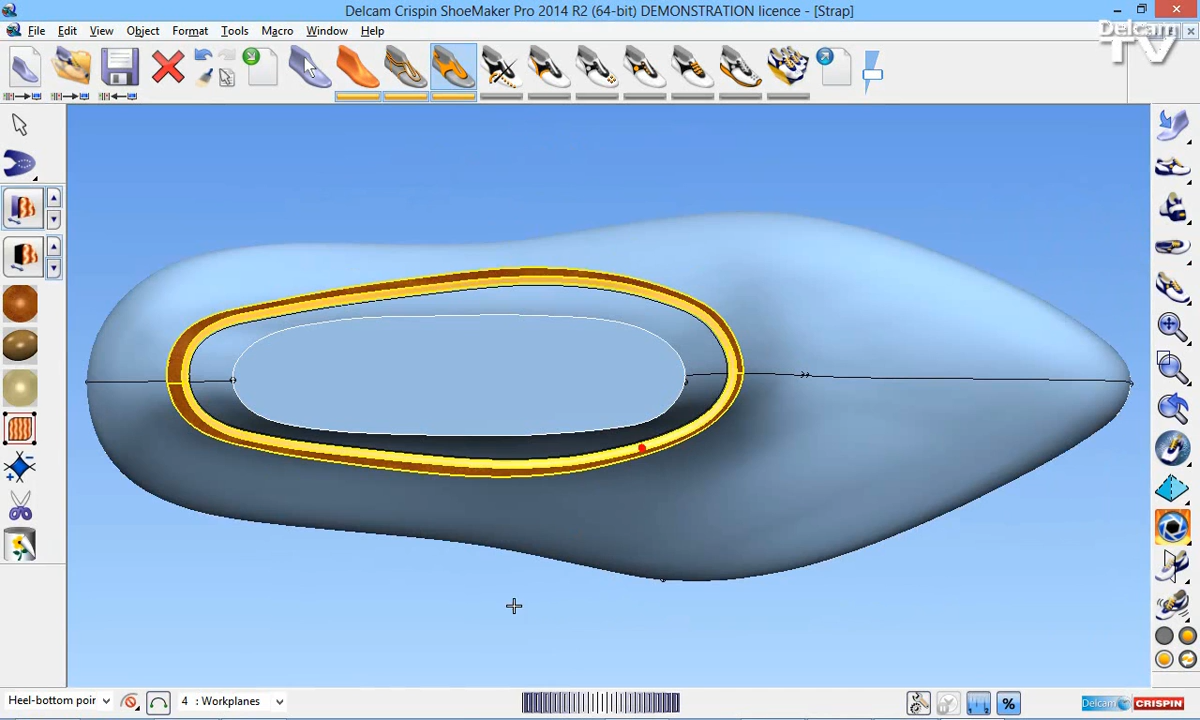 Delcam Crispin ShoeMaker Pro 2014 R2 (64-bit) DEMONSTRATION licence - [Strap]
File Edit View Object Format Tools Macro Window Help
Delcam
TV
Heel-bottom poir
4 : Workplanes
%
Delcam CRISPIN